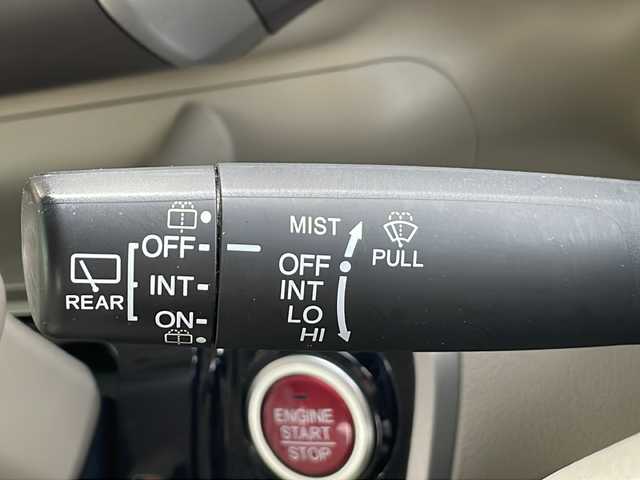 REAR
OFF
INT
ON
MIST
OFF
INT
LO
HI
PULL
ENGINE
START
STOP